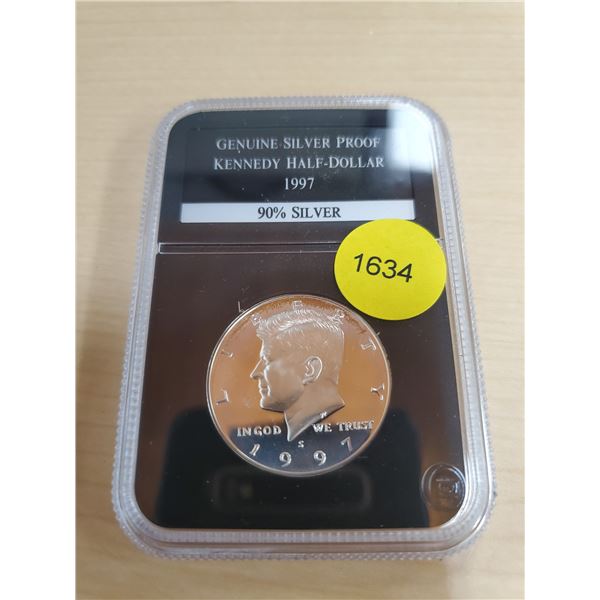 GENUINE SILVER PROOF
KENNEDY HALF-DOLLAR
1997
90% SILVER
1634
LIBERTY
IN GOD WE TRUST
S
1997